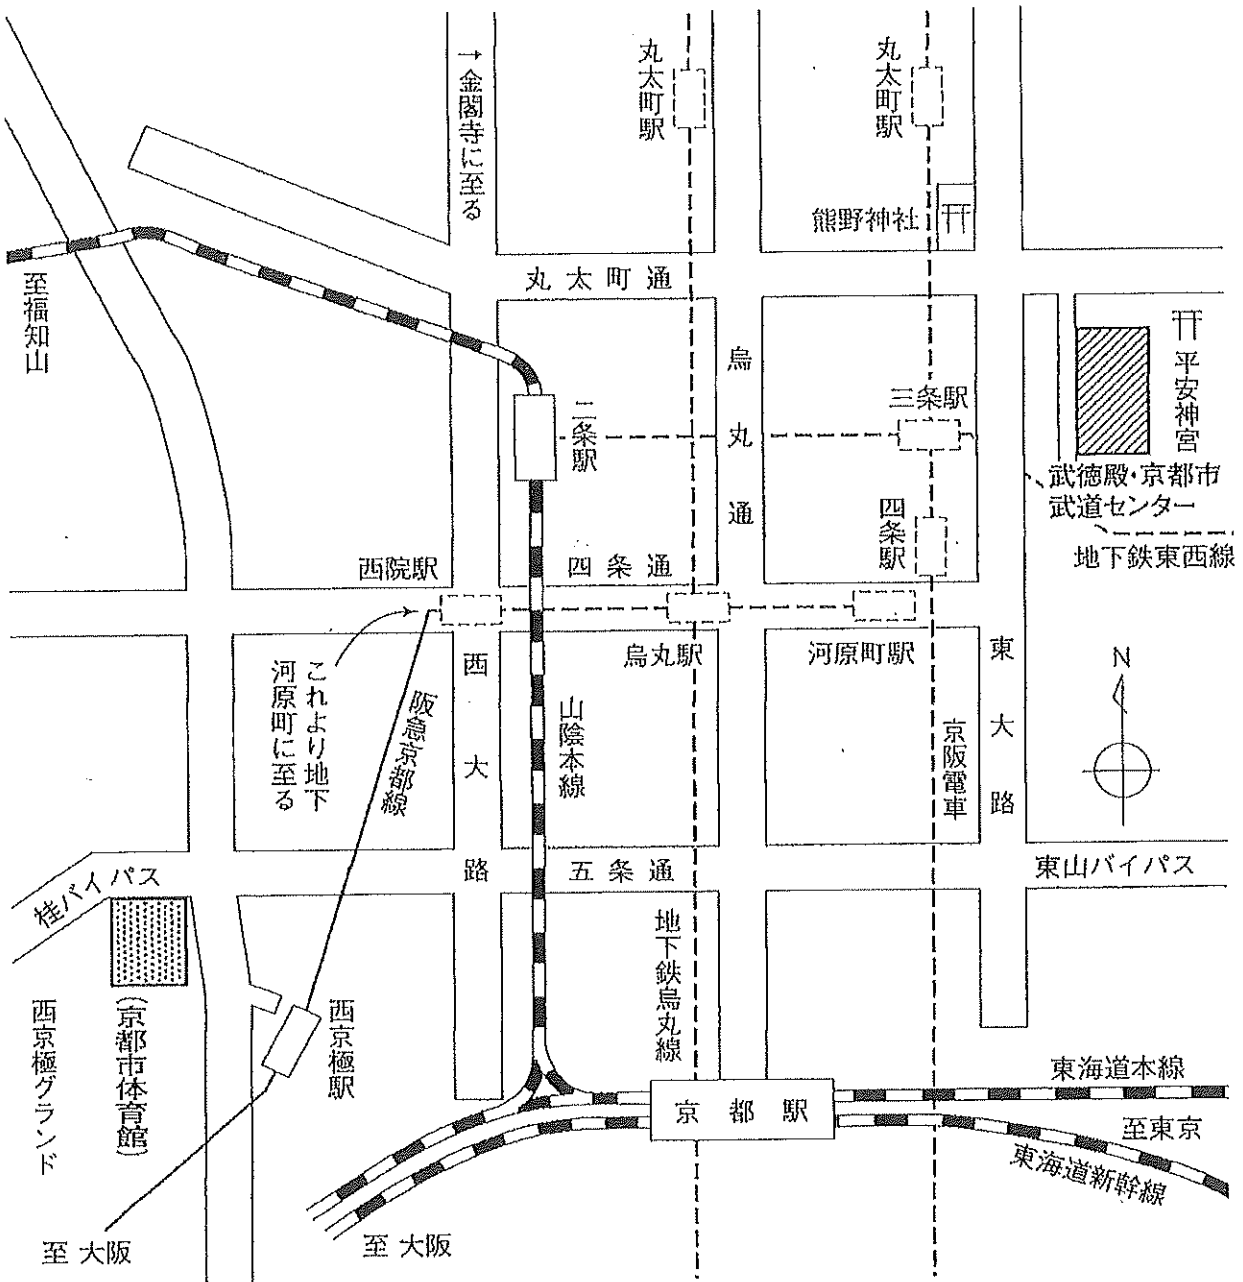 ↑金閣寺に至る
丸太町駅
丸太町駅
熊野神社
丸太町通
至福知山
烏丸通
平安神宮
三条駅
二条駅
武徳殿・京都市
武道センター
地下鉄東西線
四条駅
西院駅
四条通
烏丸駅
河原町駅
これより地下
河原町に至る
阪急京都線
西大路
山陰本線
京阪電車
東大路
N
五条通
東山バイパス
桂バイパス
地下鉄烏丸線
西京極グランド
(京都市体育館)
西京極駅
京都駅
東海道本線
至東京
東海道新幹線
至 大阪
至 大阪